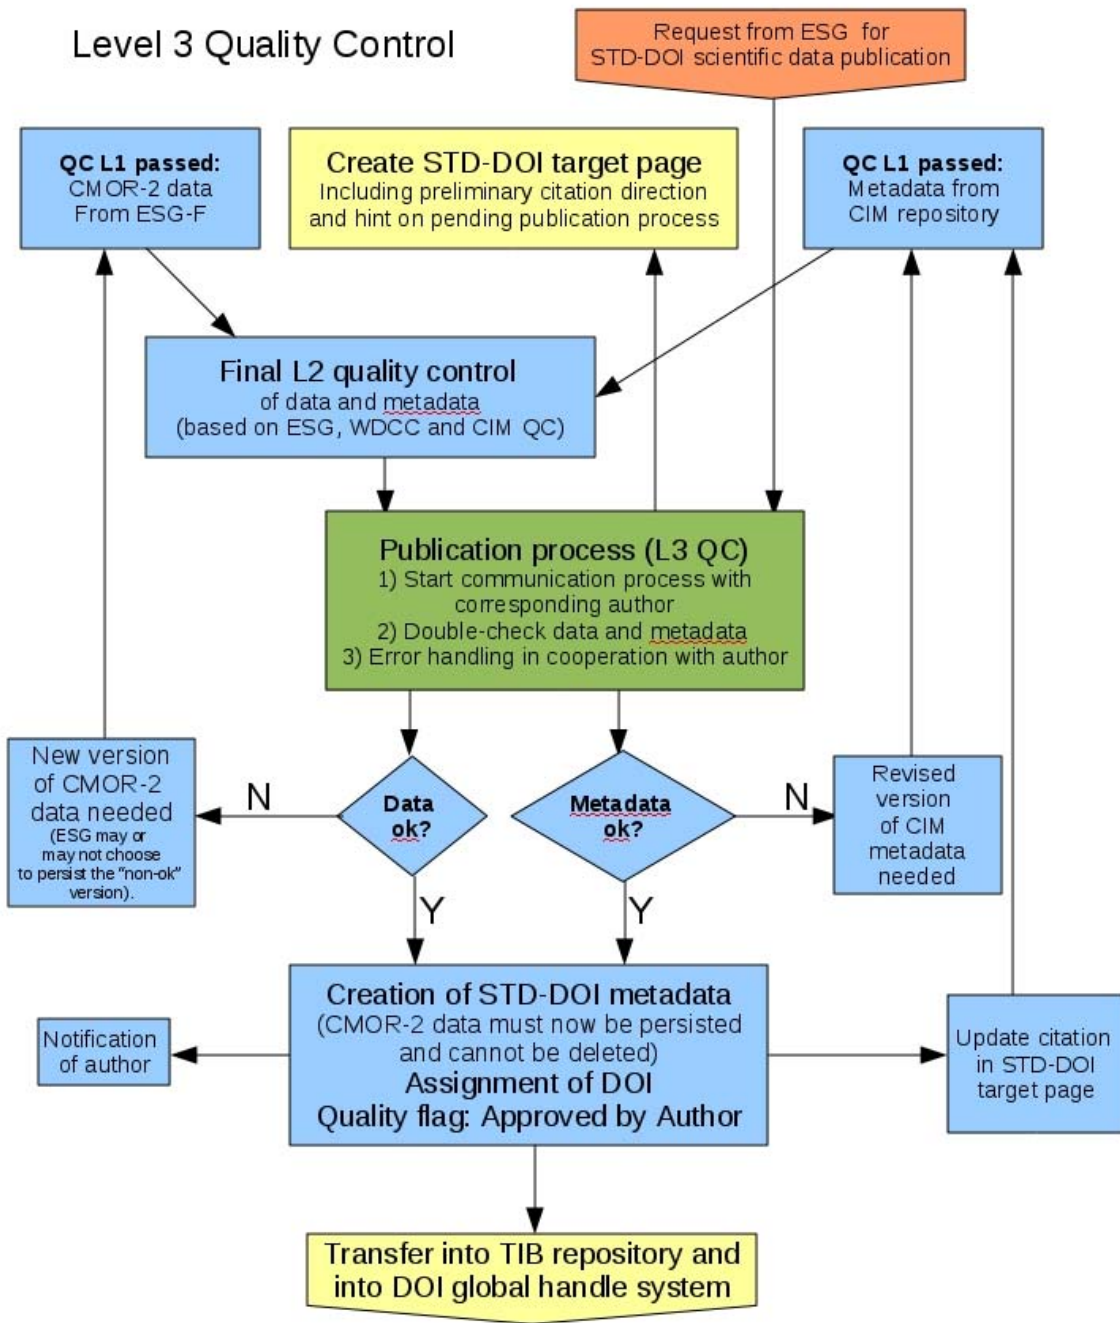 Level 3 Quality Control
Request from ESG for
STD-DOI scientific data publication
QC L1 passed:
CMOR-2 data
From ESG-F
Create STD-DOI target page
Including preliminary citation direction
and hint on pending publication process
QC L1 passed:
Metadata from
CIM repository
Final L2 quality control
of data and metadata
(based on ESG, WDCC and CIM QC)
Publication process (L3 QC)
1) Start communication process with
corresponding author
2) Double-check data and metadata
3) Error handling in cooperation with author
New version
of CMOR-2
data needed
(ESG may or
may not choose
to persist the "non-ok"
version).
N
Data
ok?
Metadada
ok?
N
Revised
version
of CIM
metadata
needed
Y
Y
Creation of STD-DOI metadata
(CMOR-2 data must now be persisted
and cannot be deleted)
Assignment of DOI
Quality flag: Approved by Author
Notification
of author
Update citation
in STD-DOI
target page
Transfer into TIB repository and
into DOI global handle system